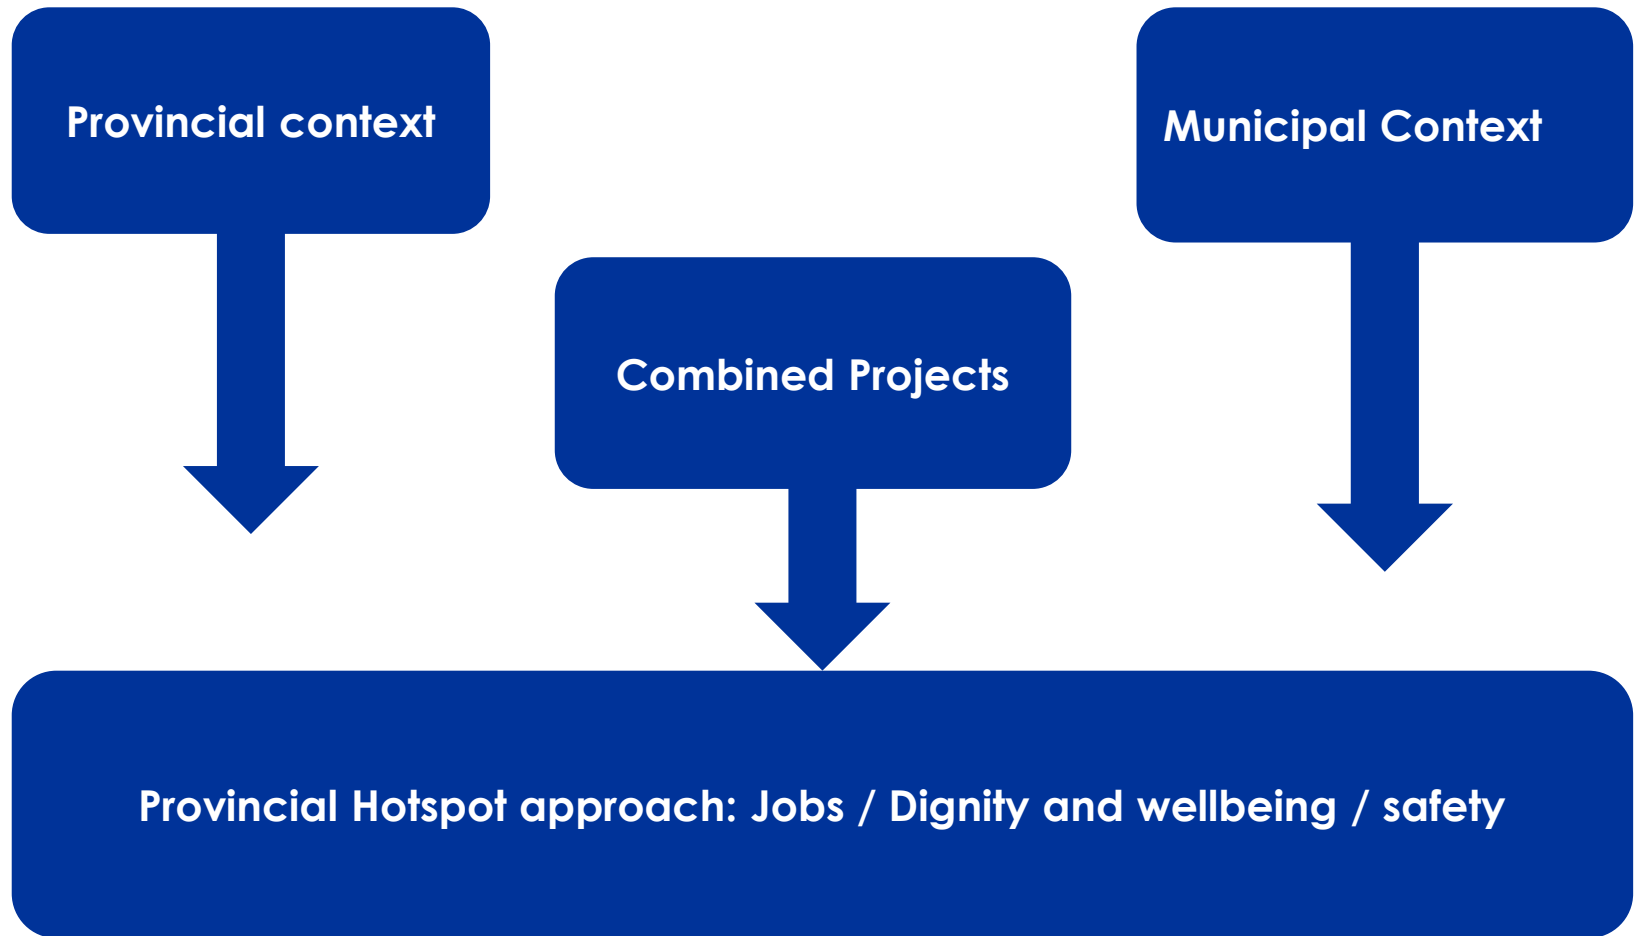 Provincial context
Municipal Context
Combined Projects
Provincial Hotspot approach: Jobs / Dignity and wellbeing / safety